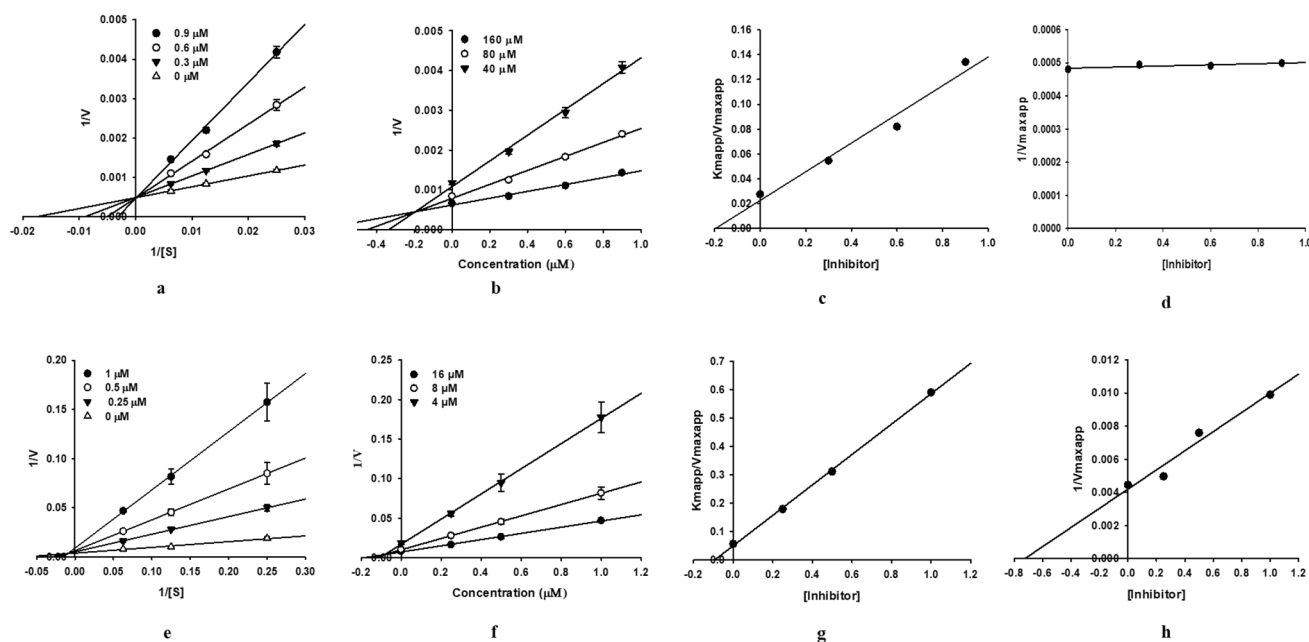 0.005
0.004
0.003
0.002
0.001
0.000
1/V
0.9 µM
0.6 µM
0.3 µM
0 µM
-0.02 -0.01 0.00 0.01 0.02 0.03
1/[S]
a
0.005
0.004
0.003
0.002
0.001
0.000
1/V
160 µM
80 µM
40 µM
-0.4 -0.2 0.0 0.2 0.4 0.6 0.8 1.0
Concentration (µM)
b
0.16
0.14
0.12
0.10
0.08
0.06
0.04
0.02
0.00
Kmapp/Vmaxapp
-0.2 0.0 0.2 0.4 0.6 0.8 1.0
[Inhibitor]
c
0.0006
0.0005
0.0004
0.0003
0.0002
0.0001
0.0000
1/Vmaxapp
0.0 0.2 0.4 0.6 0.8 1.0
[Inhibitor]
d
0.20
0.15
0.10
0.05
0.00
1/V
1 µM
0.5 µM
0.25 µM
0 µM
-0.05 0.00 0.05 0.10 0.15 0.20 0.25 0.30
1/[S]
e
0.25
0.20
0.15
0.10
0.05
0.00
1/V
16 µM
8 µM
4 µM
-0.2 0.0 0.2 0.4 0.6 0.8 1.0 1.2
Concentration (µM)
f
0.7
0.6
0.5
0.4
0.3
0.2
0.1
0.0
Kmapp/Vmaxapp
-0.2 0.0 0.2 0.4 0.6 0.8 1.0 1.2
[Inhibitor]
g
0.012
0.010
0.008
0.006
0.004
0.002
0.000
1/Vmaxapp
-0.8 -0.6 -0.4 -0.2 0.0 0.2 0.4 0.6 0.8 1.0 1.2
[Inhibitor]
h